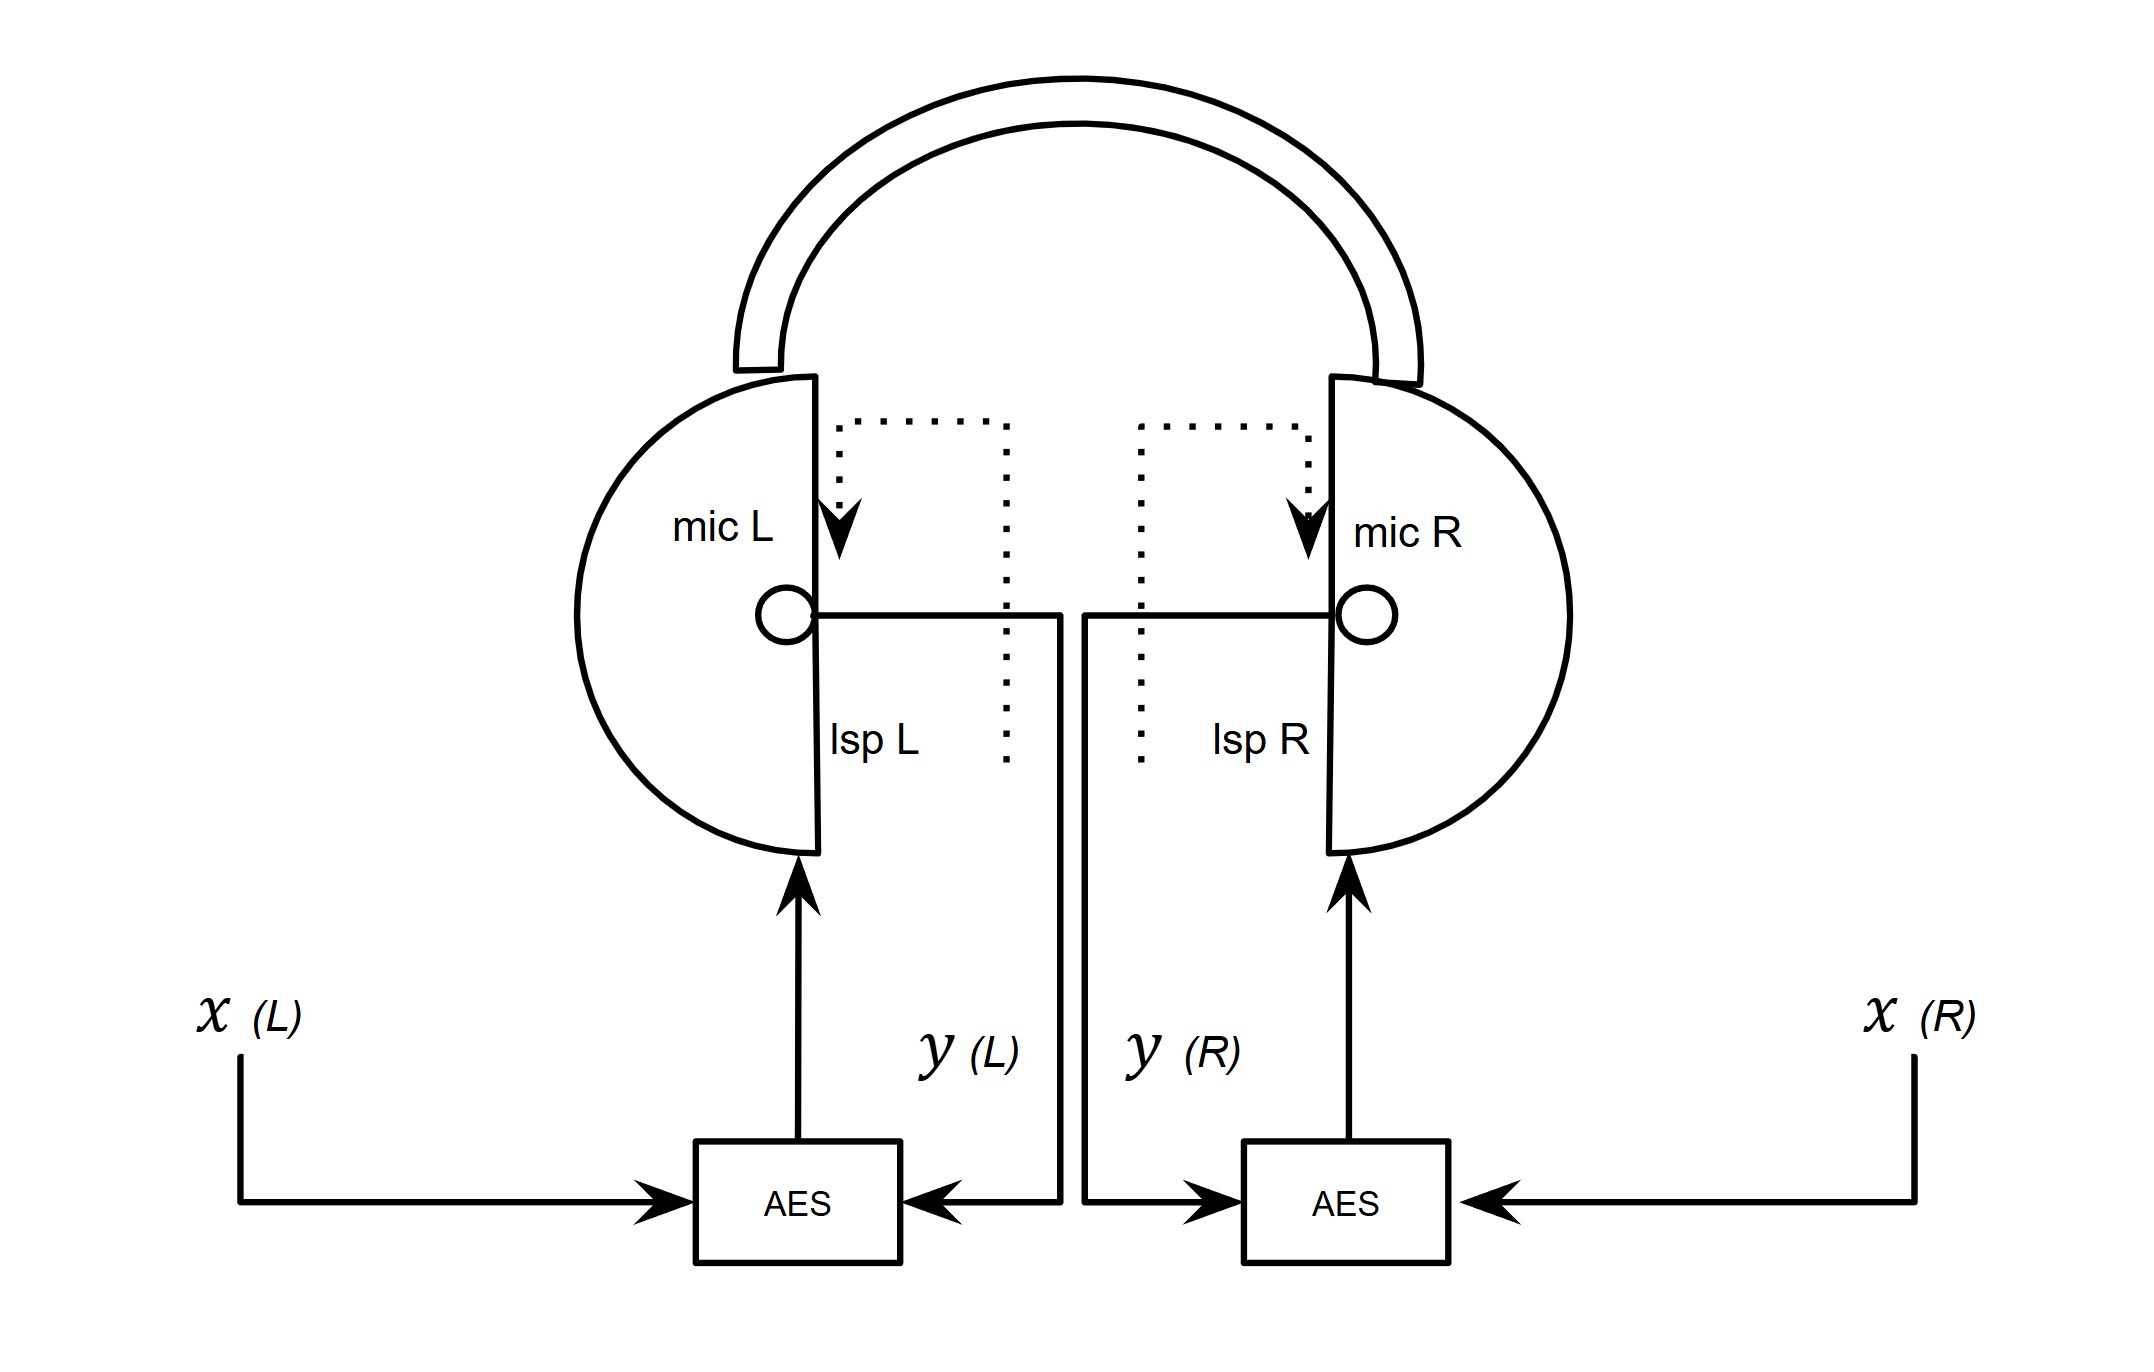 mic L
mic R
lsp L
lsp R
x (L)
x (R)
y (L)
y (R)
AES
AES